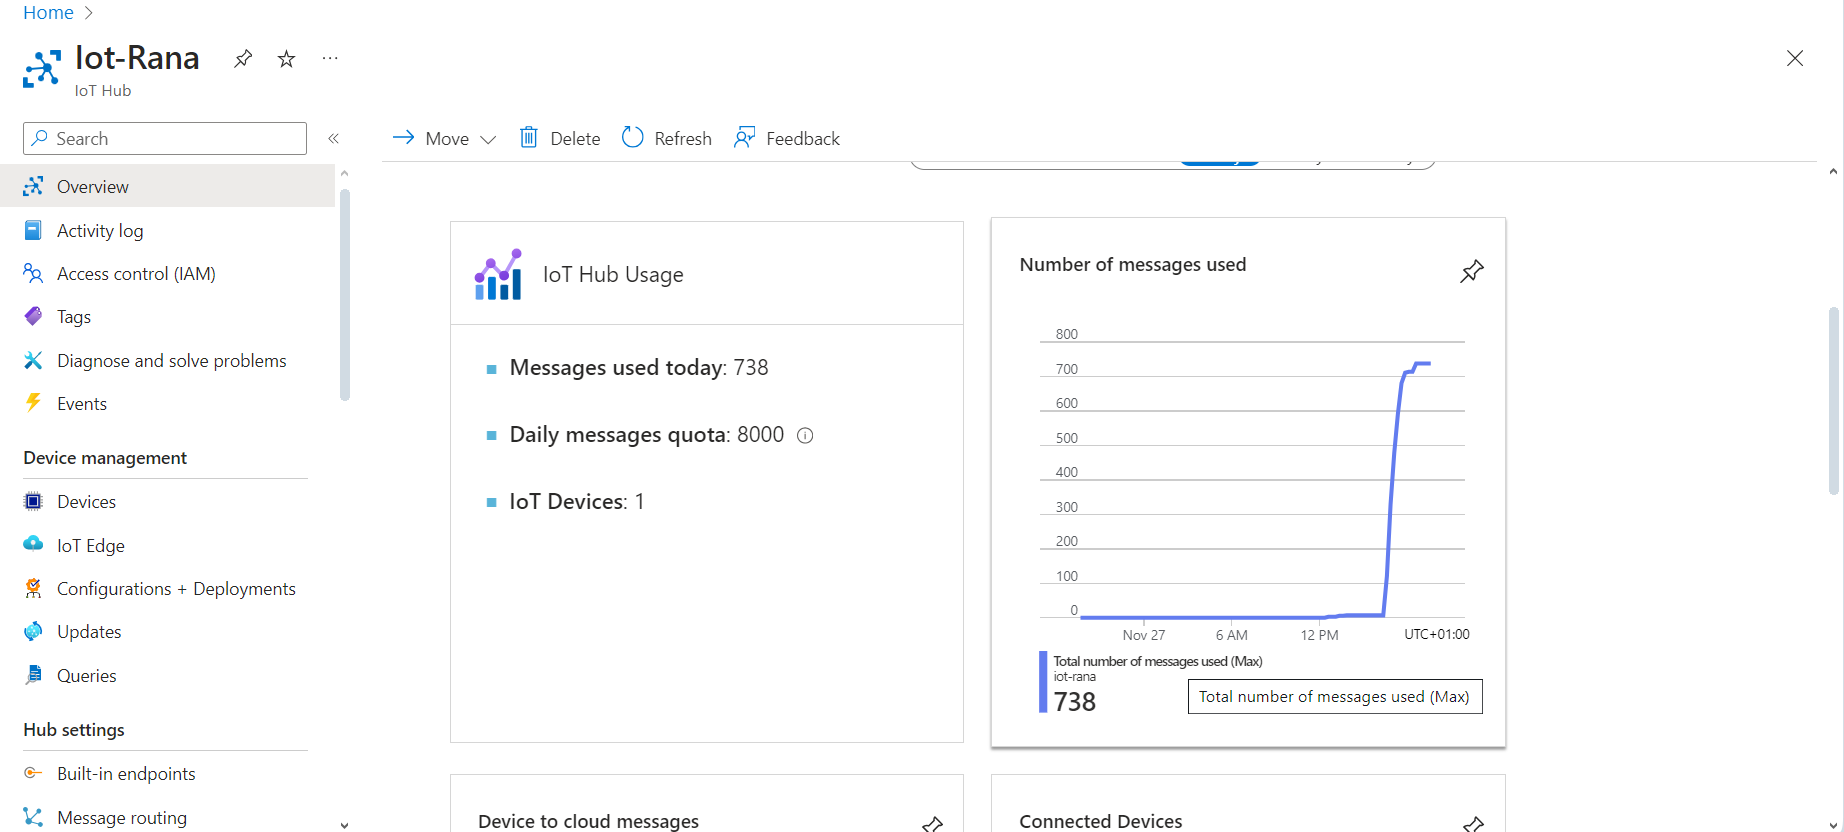 Home
Iot-Rana
IoT Hub
Search
Move
Delete
Refresh
Feedback
Overview
Activity log
Access control (IAM)
Tags
Diagnose and solve problems
Events
Device management
Devices
IoT Edge
Configurations + Deployments
Updates
Queries
Hub settings
Built-in endpoints
Message routing
IoT Hub Usage
Messages used today: 738
Daily messages quota: 8000
IoT Devices: 1
Number of messages used
800
700
600
500
400
300
200
100
0
Nov 27 6 AM 12 PM UTC+01:00
Total number of messages used (Max)
iot-rana
738
Total number of messages used (Max)
Device to cloud messages
Connected Devices